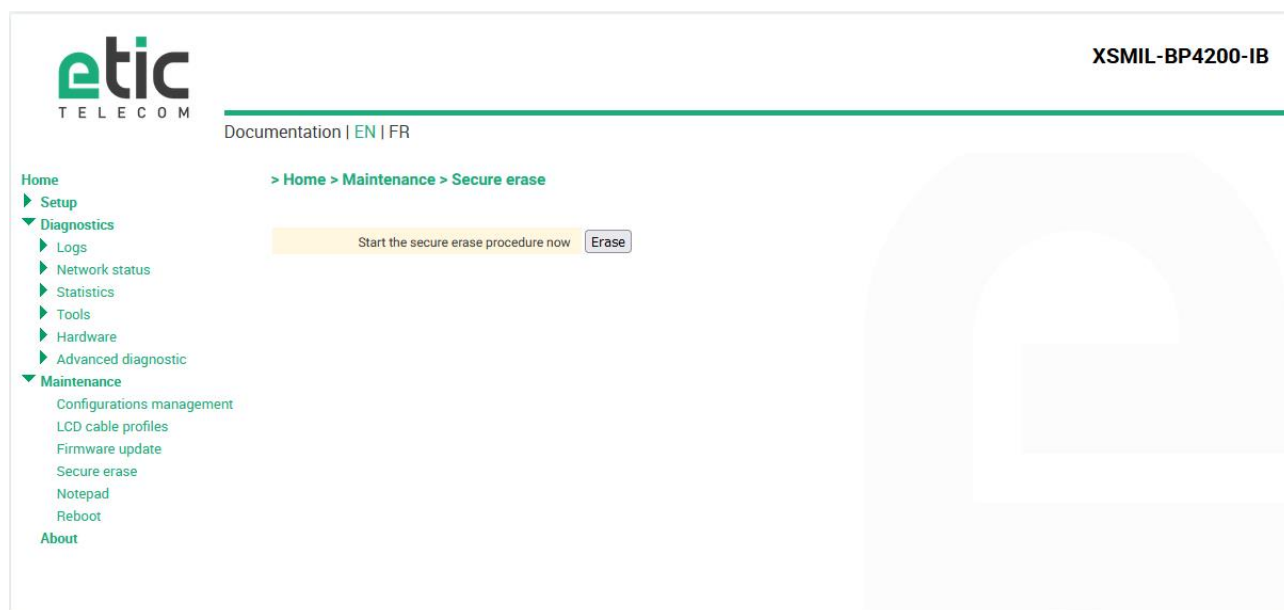 etic
TELECOM
XSMIL-BP4200-IB
Documentation | EN | FR
Home
Setup
Diagnostics
Logs
Network status
Statistics
Tools
Hardware
Advanced diagnostic
Maintenance
Configurations management
LCD cable profiles
Firmware update
Secure erase
Notepad
Reboot
About
> Home > Maintenance > Secure erase
Start the secure erase procedure now Erase